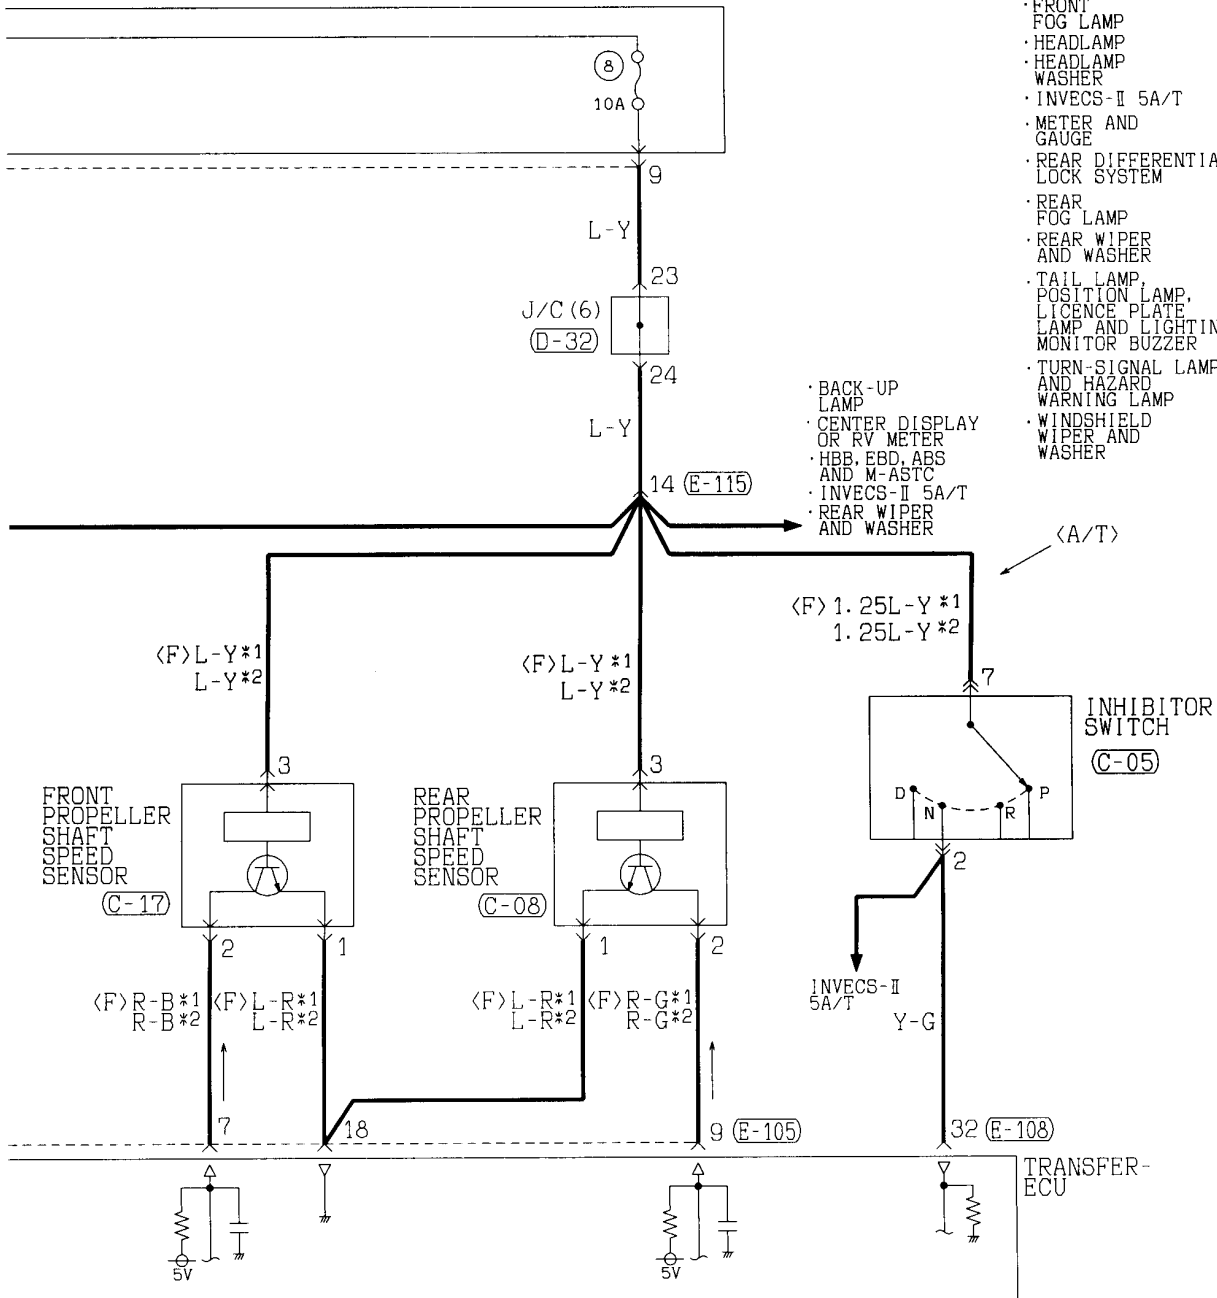 · FRONT
FOG LAMP
· HEADLAMP
· HEADLAMP
WASHER
· INVECS-Ⅱ 5A/T
· METER AND
GAUGE
· REAR DIFFERENTIA
LOCK SYSTEM
· REAR
FOG LAMP
· REAR WIPER
AND WASHER
· TAIL LAMP,
POSITION LAMP,
LICENCE PLATE
LAMP AND LIGHTIN
MONITOR BUZZER
· TURN-SIGNAL LAMP
AND HAZARD
WARNING LAMP
· WINDSHIELD
WIPER AND
WASHER
8
10A
9
L-Y
23
J/C (6)
D-32
24
L-Y
14 E-115
· BACK-UP
LAMP
· CENTER DISPLAY
OR RV METER
· HBB, EBD, ABS
AND M-ASTC
· INVECS-Ⅱ 5A/T
· REAR WIPER
AND WASHER
<A/T>
<F> L-Y *1
L-Y *2
<F> L-Y *1
L-Y *2
<F> 1.25L-Y *1
1.25L-Y *2
3
3
7
FRONT
PROPELLER
SHAFT
SPEED
SENSOR
C-17
REAR
PROPELLER
SHAFT
SPEED
SENSOR
C-08
INHIBITOR
SWITCH
C-05
D
N
R
P
2
1
1
2
2
<F> R-B *1
R-B *2
<F> L-R *1
L-R *2
<F> L-R *1
L-R *2
<F> R-G *1
R-G *2
INVECS-Ⅱ
5A/T
Y-G
7
18
9 E-105
32 E-108
TRANSFER-
ECU
5V
5V